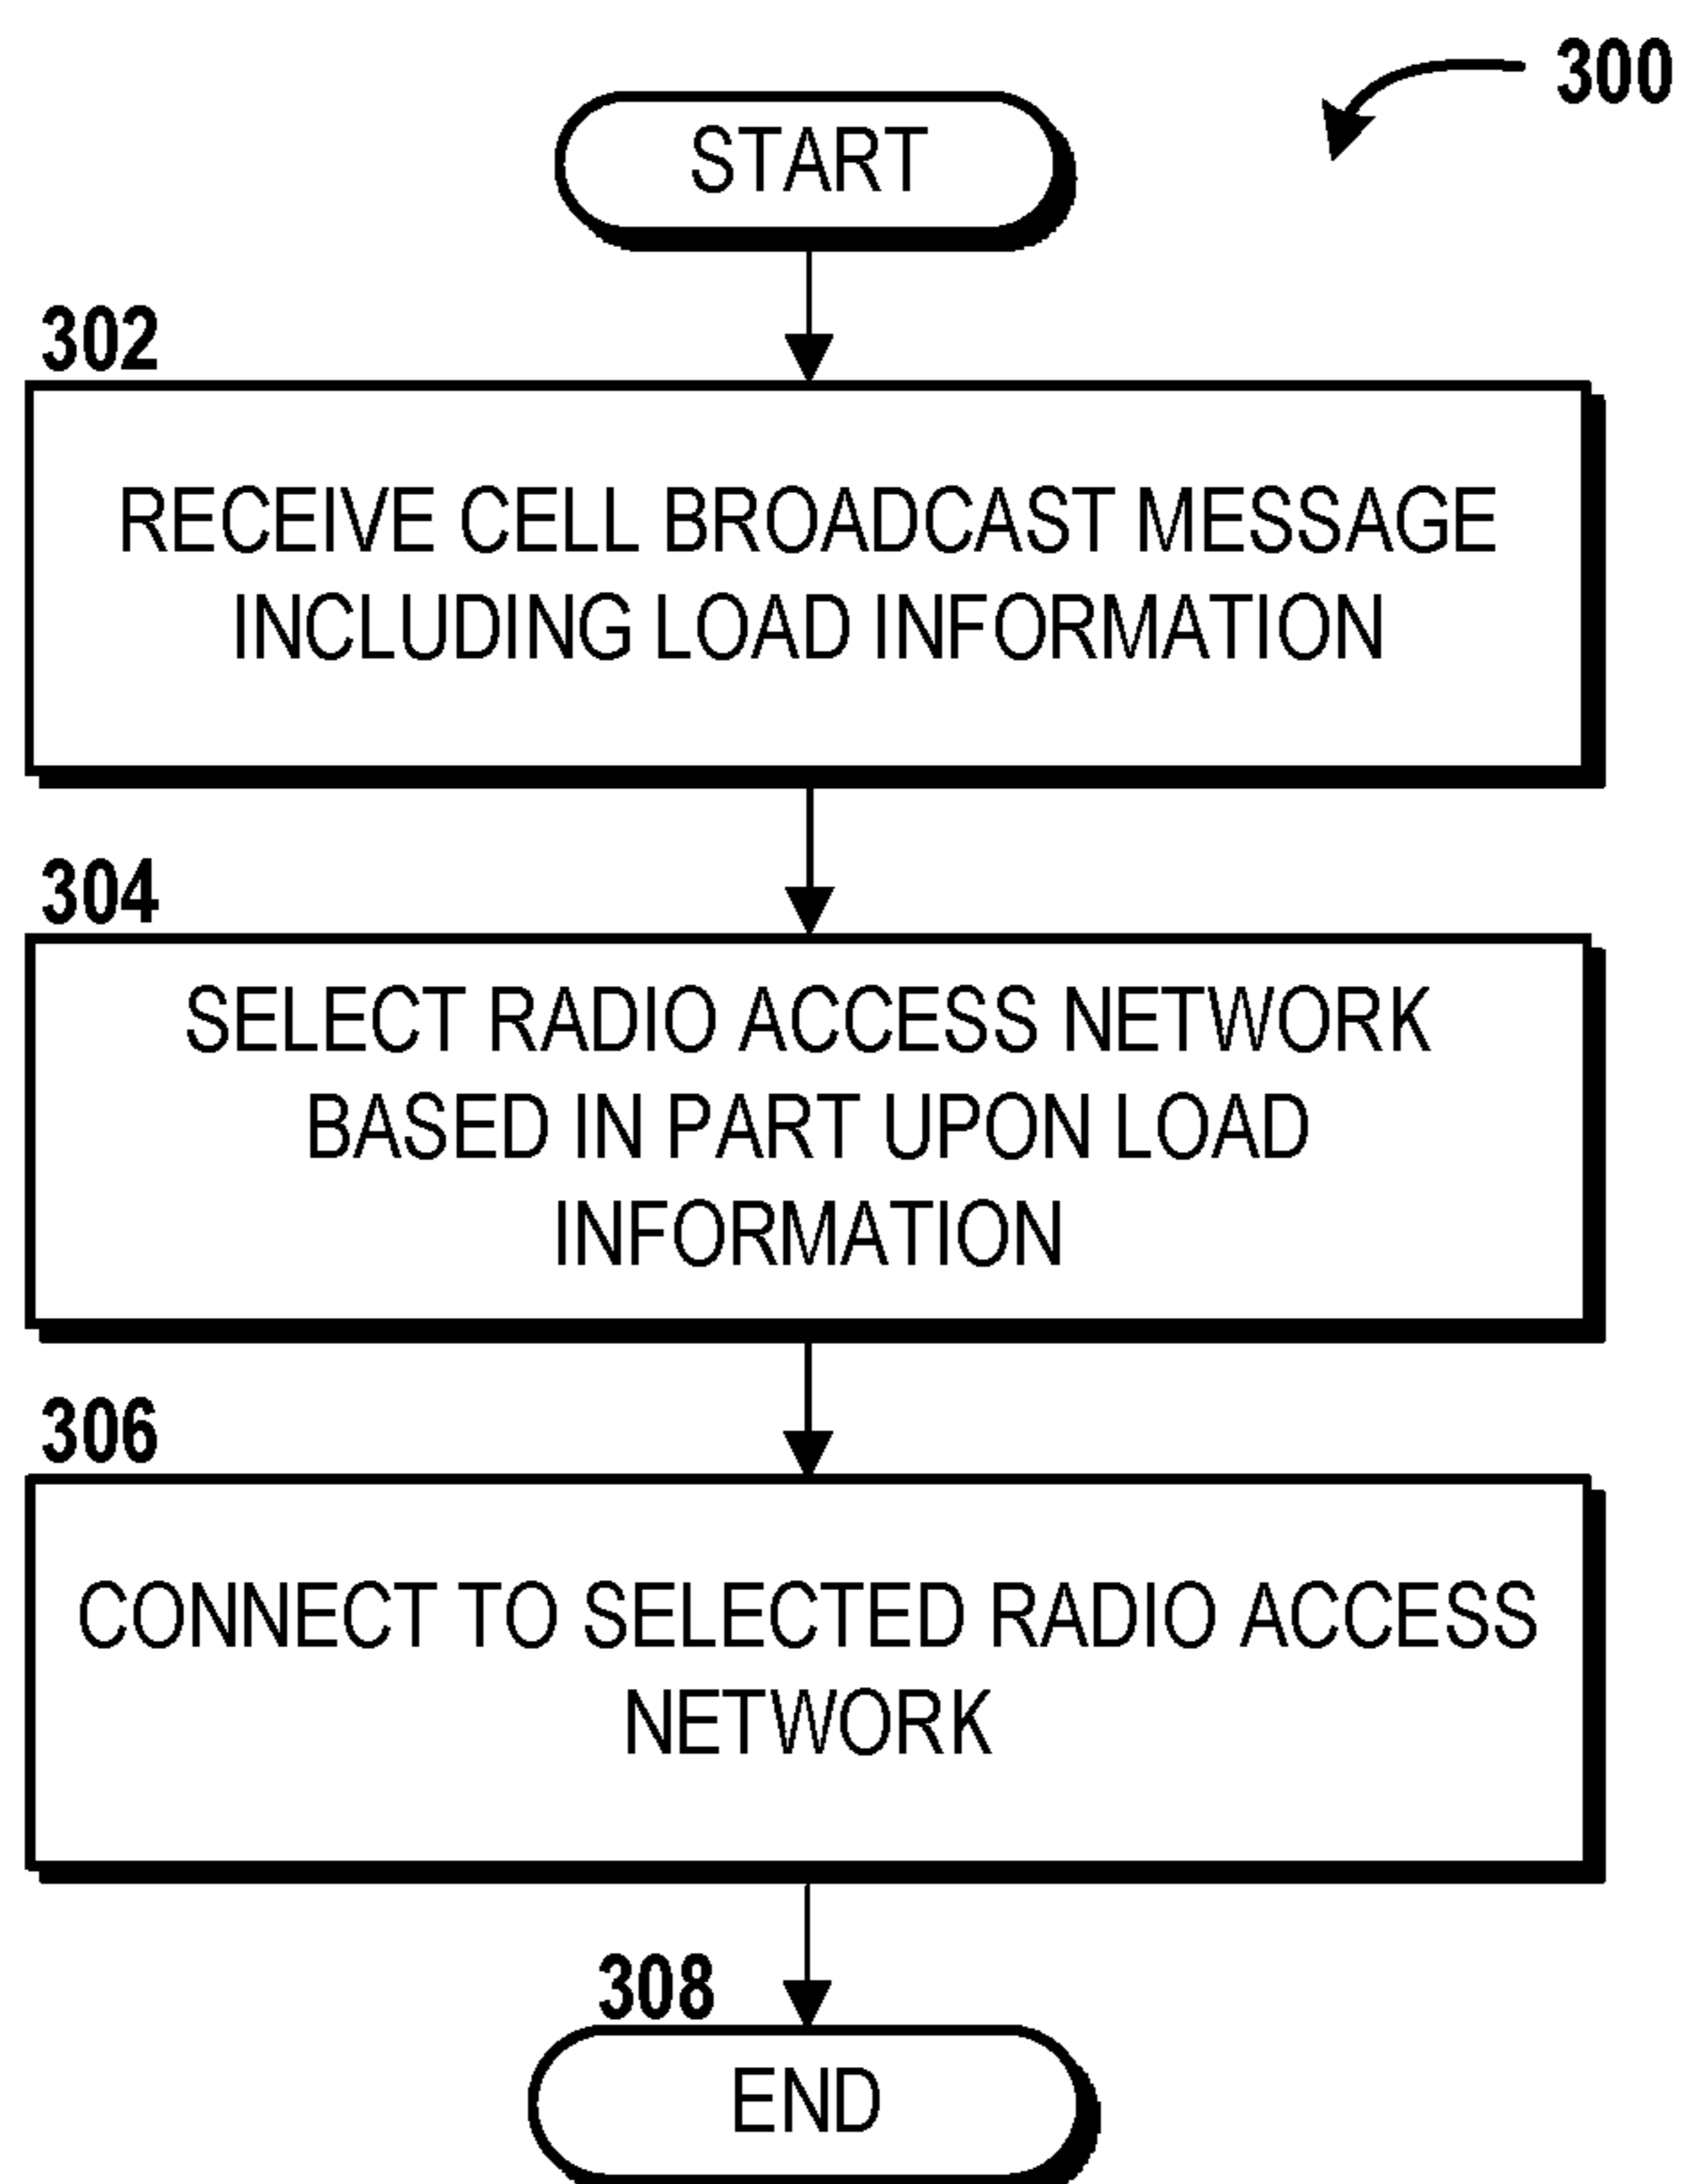 300
START
302
RECEIVE CELL BROADCAST MESSAGE
INCLUDING LOAD INFORMATION
304
SELECT RADIO ACCESS NETWORK
BASED IN PART UPON LOAD
INFORMATION
306
CONNECT TO SELECTED RADIO ACCESS
NETWORK
308
END